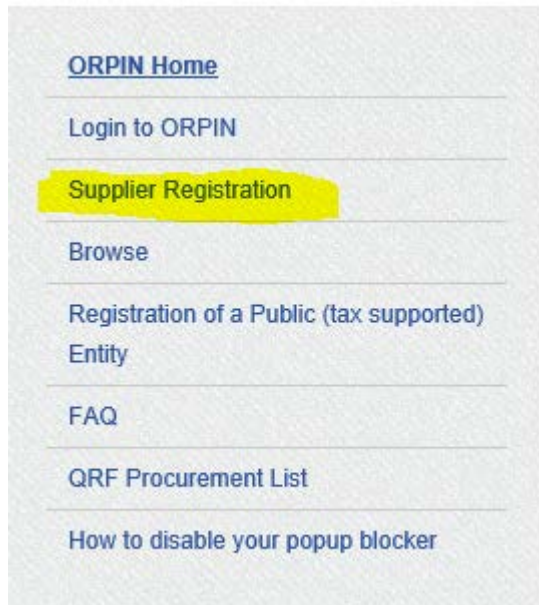 ORPIN Home
Login to ORPIN
Supplier Registration
Browse
Registration of a Public (tax supported)
Entity
FAQ
QRF Procurement List
How to disable your popup blocker